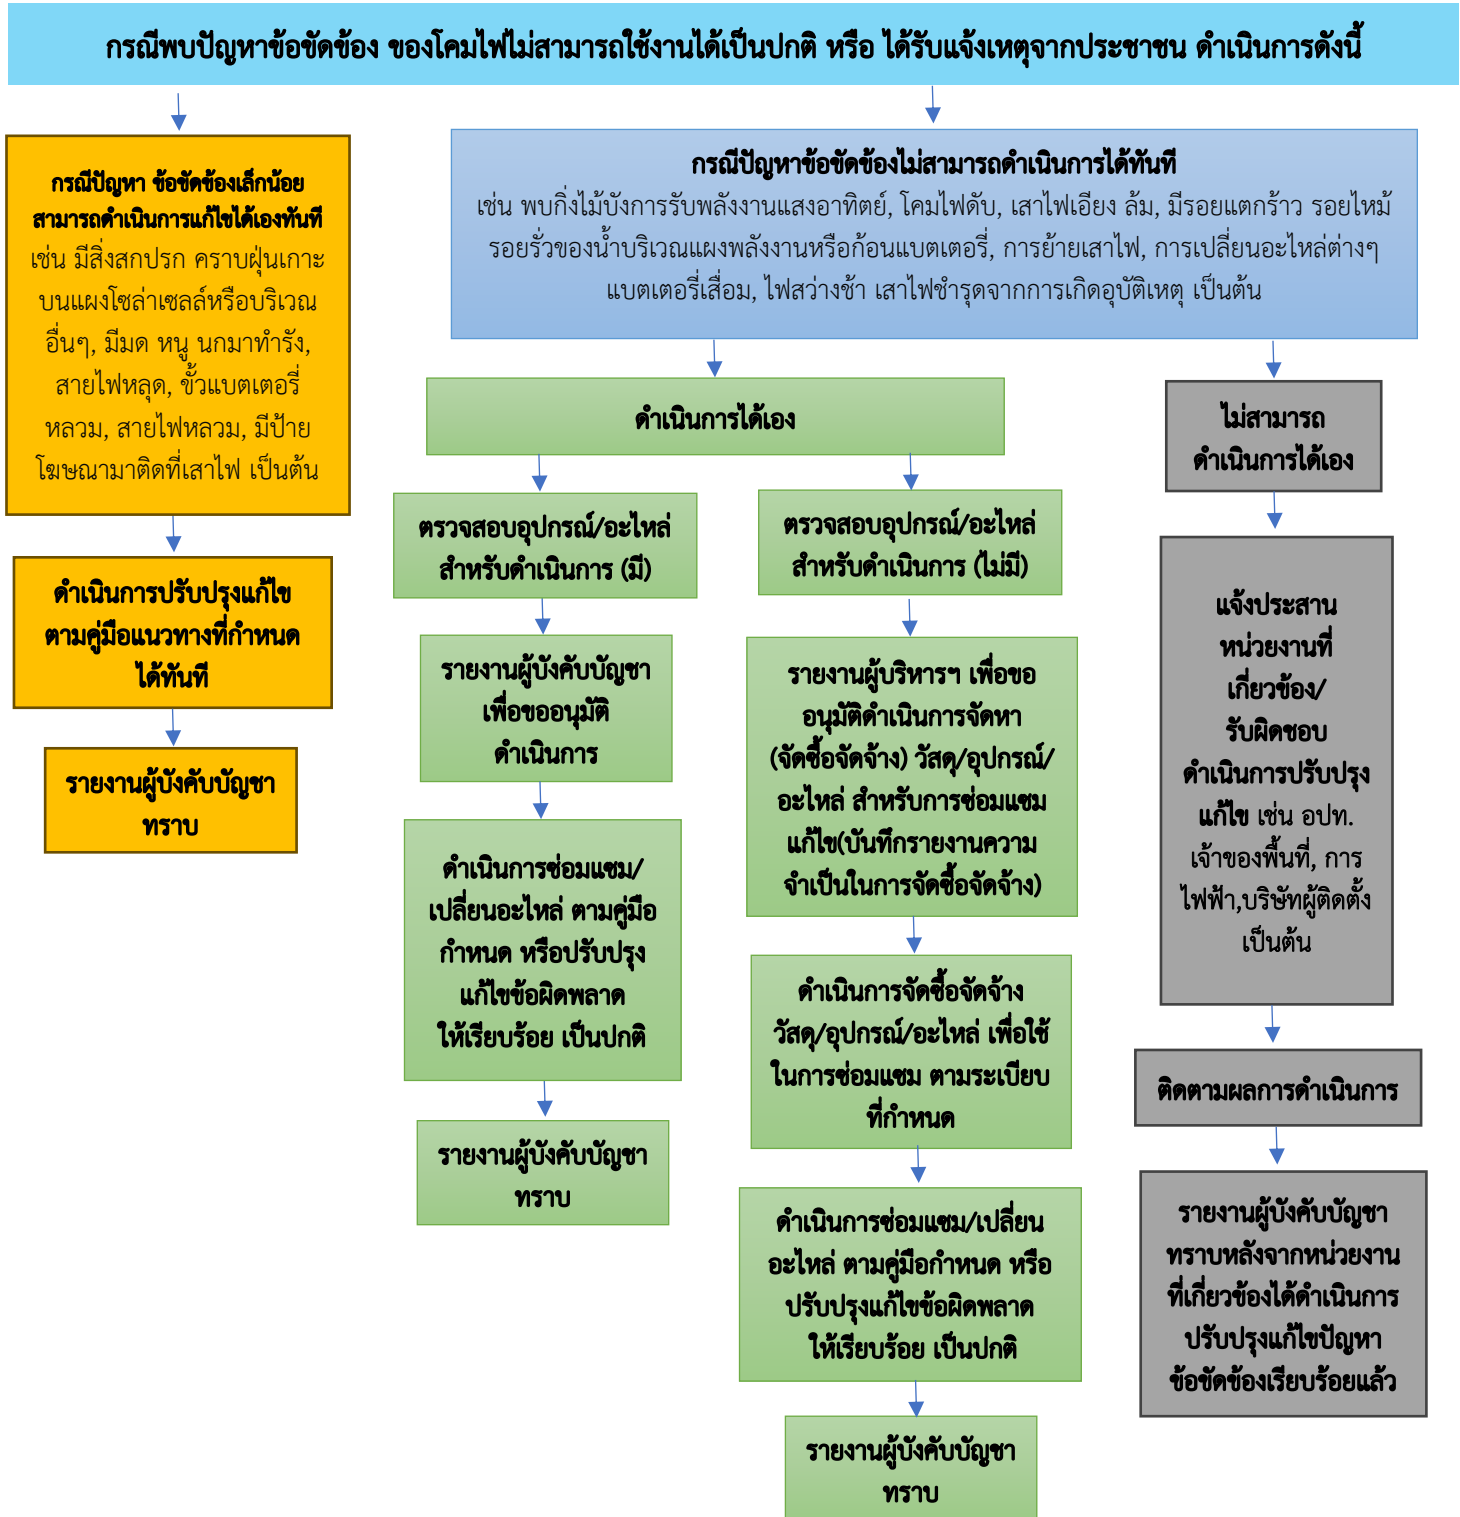 กรณีพบปัญหาข้อขัดข้อง ของโคมไฟไม่สามารถใช้งานได้เป็นปกติ หรือ ได้รับแจ้งเหตุจากประชาชน ดำเนินการดังนี้
กรณีปัญหา ข้อขัดข้องเล็กน้อย
สามารถดำเนินการแก้ไขได้เองทันที
เช่น มีสิ่งสกปรก คราบฝุ่นเกาะ
บนแผงโซล่าเซลล์หรือบริเวณ
อื่นๆ, มีมด หนู นกมาทำรัง,
สายไฟหลุด, ขั้วแบตเตอรี่
หลวม, สายไฟหลวม, มีป้าย
โฆษณามาติดที่เสาไฟ เป็นต้น
ดำเนินการปรับปรุงแก้ไข
ตามคู่มือแนวทางที่กำหนด
ได้ทันที
รายงานผู้บังคับบัญชา
ทราบ
กรณีปัญหาข้อขัดข้องไม่สามารถดำเนินการได้ทันที
เช่น พบกิ่งไม้บังการรับพลังงานแสงอาทิตย์, โคมไฟดับ, เสาไฟเอียง ล้ม, มีรอยแตกร้าว รอยไหม้
รอยรั่วของน้ำบริเวณแผงพลังงานหรือก้อนแบตเตอรี่, การย้ายเสาไฟ, การเปลี่ยนอะไหล่ต่างๆ
แบตเตอรี่เสื่อม, ไฟสว่างช้า เสาไฟชำรุดจากการเกิดอุบัติเหตุ เป็นต้น
ดำเนินการได้เอง
ตรวจสอบอุปกรณ์/อะไหล่
สำหรับดำเนินการ (มี)
รายงานผู้บังคับบัญชา
เพื่อขออนุมัติ
ดำเนินการ
ดำเนินการซ่อมแซม/
เปลี่ยนอะไหล่ ตามคู่มือ
กำหนด หรือปรับปรุง
แก้ไขข้อผิดพลาด
ให้เรียบร้อย เป็นปกติ
รายงานผู้บังคับบัญชา
ทราบ
ตรวจสอบอุปกรณ์/อะไหล่
สำหรับดำเนินการ (ไม่มี)
รายงานผู้บริหารฯ เพื่อขอ
อนุมัติดำเนินการจัดหา
(จัดซื้อจัดจ้าง) วัสดุ/อุปกรณ์/
อะไหล่ สำหรับการซ่อมแซม
แก้ไข(บันทึกรายงานความ
จำเป็นในการจัดซื้อจัดจ้าง)
ดำเนินการจัดซื้อจัดจ้าง
วัสดุ/อุปกรณ์/อะไหล่ เพื่อใช้
ในการซ่อมแซม ตามระเบียบ
ที่กำหนด
ดำเนินการซ่อมแซม/เปลี่ยน
อะไหล่ ตามคู่มือกำหนด หรือ
ปรับปรุงแก้ไขข้อผิดพลาด
ให้เรียบร้อย เป็นปกติ
รายงานผู้บังคับบัญชา
ทราบ
ไม่สามารถ
ดำเนินการได้เอง
แจ้งประสาน
หน่วยงานที่
เกี่ยวข้อง/
รับผิดชอบ
ดำเนินการปรับปรุง
แก้ไข เช่น อปท.
เจ้าของพื้นที่, การ
ไฟฟ้า,บริษัทผู้ติดตั้ง
เป็นต้น
ติดตามผลการดำเนินการ
รายงานผู้บังคับบัญชา
ทราบหลังจากหน่วยงาน
ที่เกี่ยวข้องได้ดำเนินการ
ปรับปรุงแก้ไขปัญหา
ข้อขัดข้องเรียบร้อยแล้ว